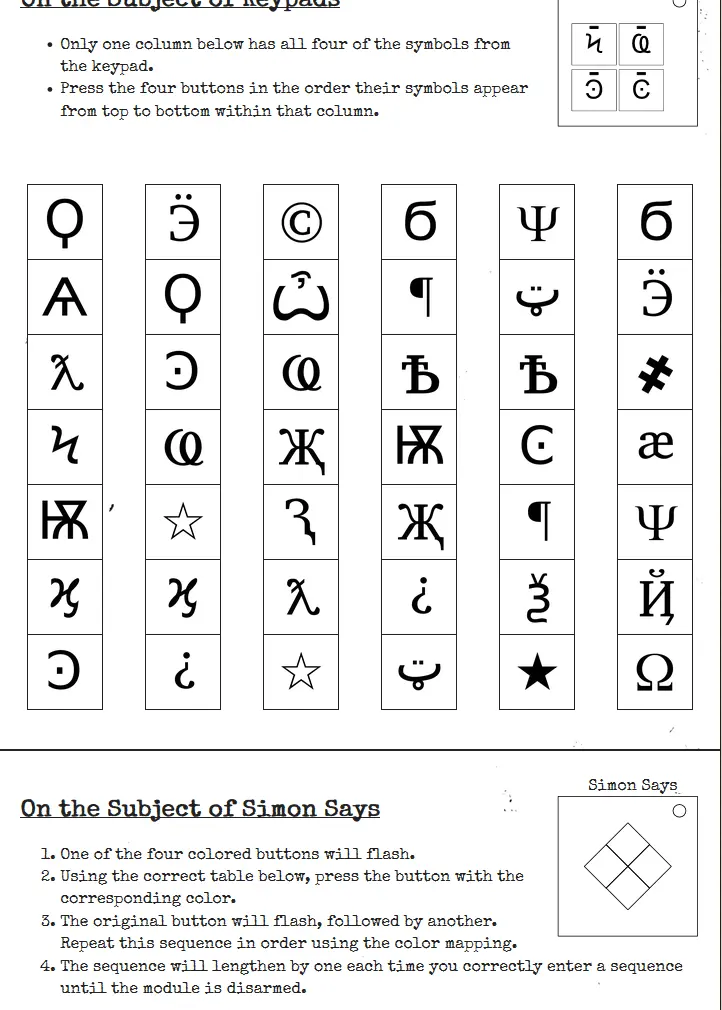 On the Subject of Keypads
• Only one column below has all four of the symbols from
the keypad.
• Press the four buttons in the order their symbols appear
from top to bottom within that column.
Ϟ Ҩ
Ͽ Ͼ
Ϙ Ӭ © б Ψ б
Ѧ Ϙ Ѽ ¶ ټ Ӭ
ƛ Ͽ Ҩ Ѣ Ѣ ҂
Ϟ Ҩ Җ Ѭ Ͼ æ
Ѭ ☆ Ԇ Җ ¶ Ψ
ϗ ϗ ƛ ¿ Ѯ Ҋ
Ͽ ¿ ☆ ټ ★ Ω
Simon Says
On the Subject of Simon Says
1. One of the four colored buttons will flash.
2. Using the correct table below, press the button with the
corresponding color.
3. The original button will flash, followed by another.
Repeat this sequence in order using the color mapping.
4. The sequence will lengthen by one each time you correctly enter a sequence
until the module is disarmed.